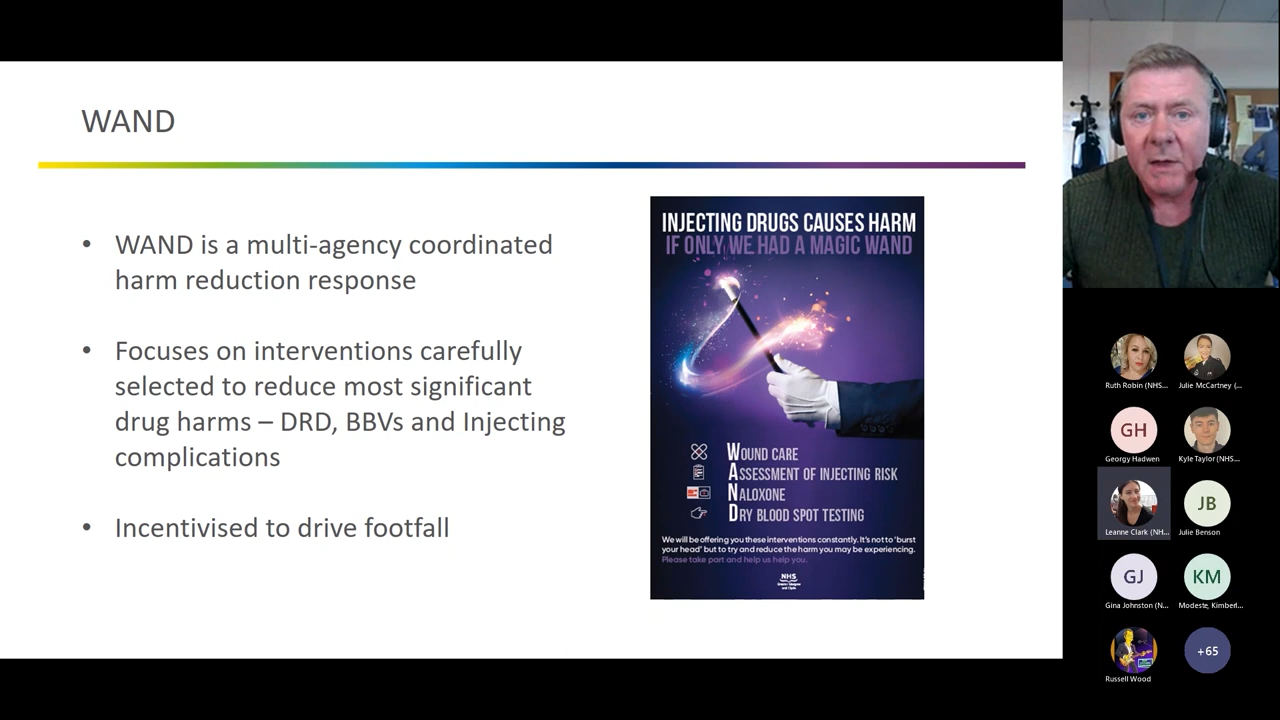 WAND
• WAND is a multi-agency coordinated
harm reduction response
• Focuses on interventions carefully
selected to reduce most significant
drug harms – DRD, BBVs and Injecting
complications
• Incentivised to drive footfall
INJECTING DRUGS CAUSES HARM
IF ONLY WE HAD A MAGIC WAND
WOUND CARE
ASSESSMENT OF INJECTING RISK
NALOXONE
DRY BLOOD SPOT TESTING
We will be offering you these interventions constantly. It's not to 'burst
your head' but to try and reduce the harm you may be experiencing.
Please take part and help us help you.
NHS
Greater Glasgow
and Clyde
Ruth Robin (NHS...
Julie McCartney (...
GH
Georgy Hadwen
Kyle Taylor (NHS...
Leanne Clark (NH...
JB
Julie Benson
GJ
Gina Johnston (N...
KM
Modeste, Kimberl...
Russell Wood
+65